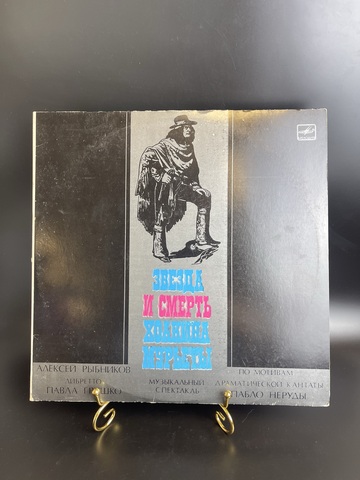 ЗВЕЗДА
И СМЕРТЬ
ХОАКИНА
МУРЬЕТЫ
АЛЕКСЕЙ РЫБНИКОВ
ЛИБРЕТТО
ПАВЛА ГРУШКО
МУЗЫКАЛЬНЫЙ
СПЕКТАКЛЬ
ПО МОТИВАМ
ДРАМАТИЧЕСКОЙ КАНТАТЫ
ПАБЛО НЕРУДЫ